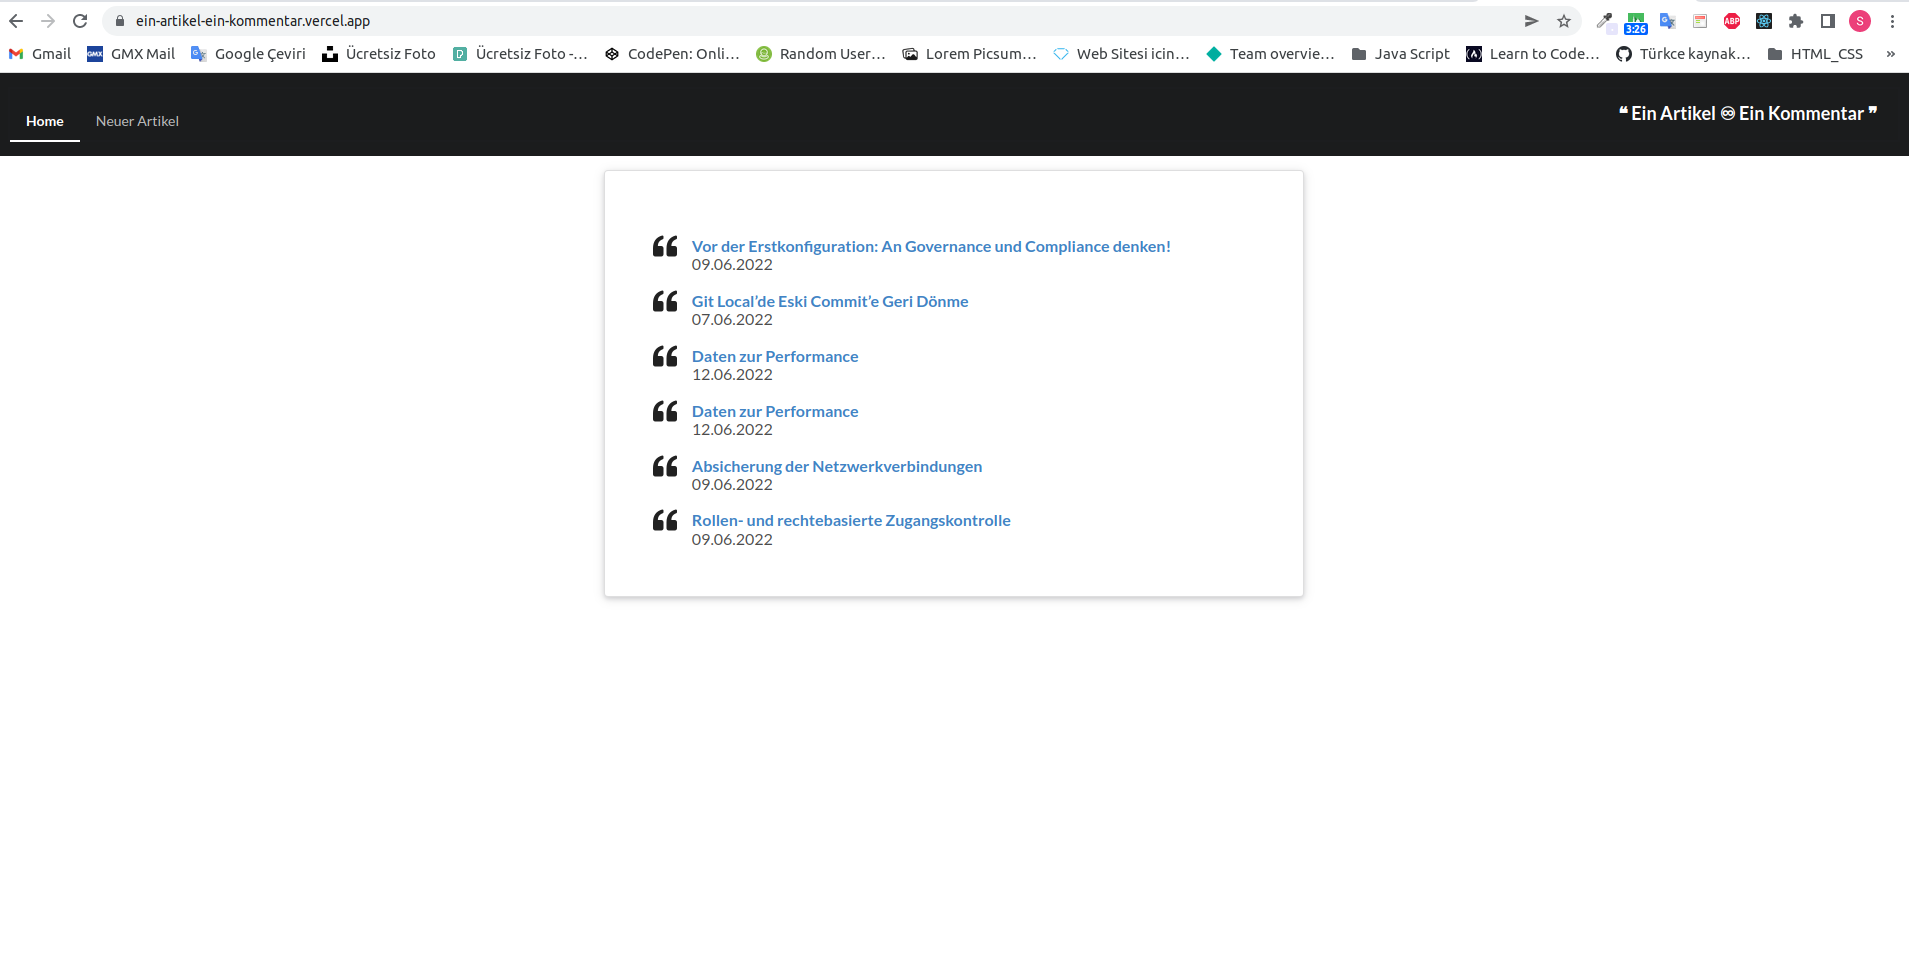 ein-artikel-ein-kommentar.vercel.app
3:26
ABP
S
Gmail
GMX
GMX Mail
Google Çeviri
Ücretsiz Foto
Ücretsiz Foto -...
CodePen: Onli...
Random User...
Lorem Picsum...
Web Sitesi icin...
Team overvie...
Java Script
Learn to Code...
Türkce kaynak...
HTML_CSS
»
Home
Neuer Artikel
❝ Ein Artikel ♾ Ein Kommentar ❞
Vor der Erstkonfiguration: An Governance und Compliance denken!
09.06.2022
Git Local’de Eski Commit’e Geri Dönme
07.06.2022
Daten zur Performance
12.06.2022
Daten zur Performance
12.06.2022
Absicherung der Netzwerkverbindungen
09.06.2022
Rollen- und rechtebasierte Zugangskontrolle
09.06.2022